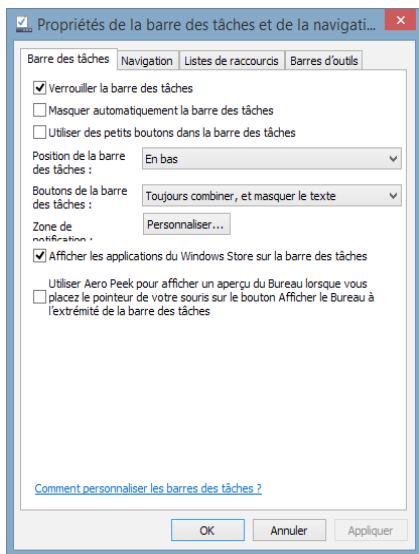 Propriétés de la barre des tâches et de la navigati...
Barre des tâches
Navigation
Listes de raccourcis
Barres d'outils
Verrouiller la barre des tâches
Masquer automatiquement la barre des tâches
Utiliser des petits boutons dans la barre des tâches
Position de la barre
des tâches :
En bas
Boutons de la barre
des tâches :
Toujours combiner, et masquer le texte
Zone de
notification :
Personnaliser...
Afficher les applications du Windows Store sur la barre des tâches
Utiliser Aero Peek pour afficher un aperçu du Bureau lorsque vous
placez le pointeur de votre souris sur le bouton Afficher le Bureau à
l'extrémité de la barre des tâches
Comment personnaliser les barres des tâches ?
OK
Annuler
Appliquer